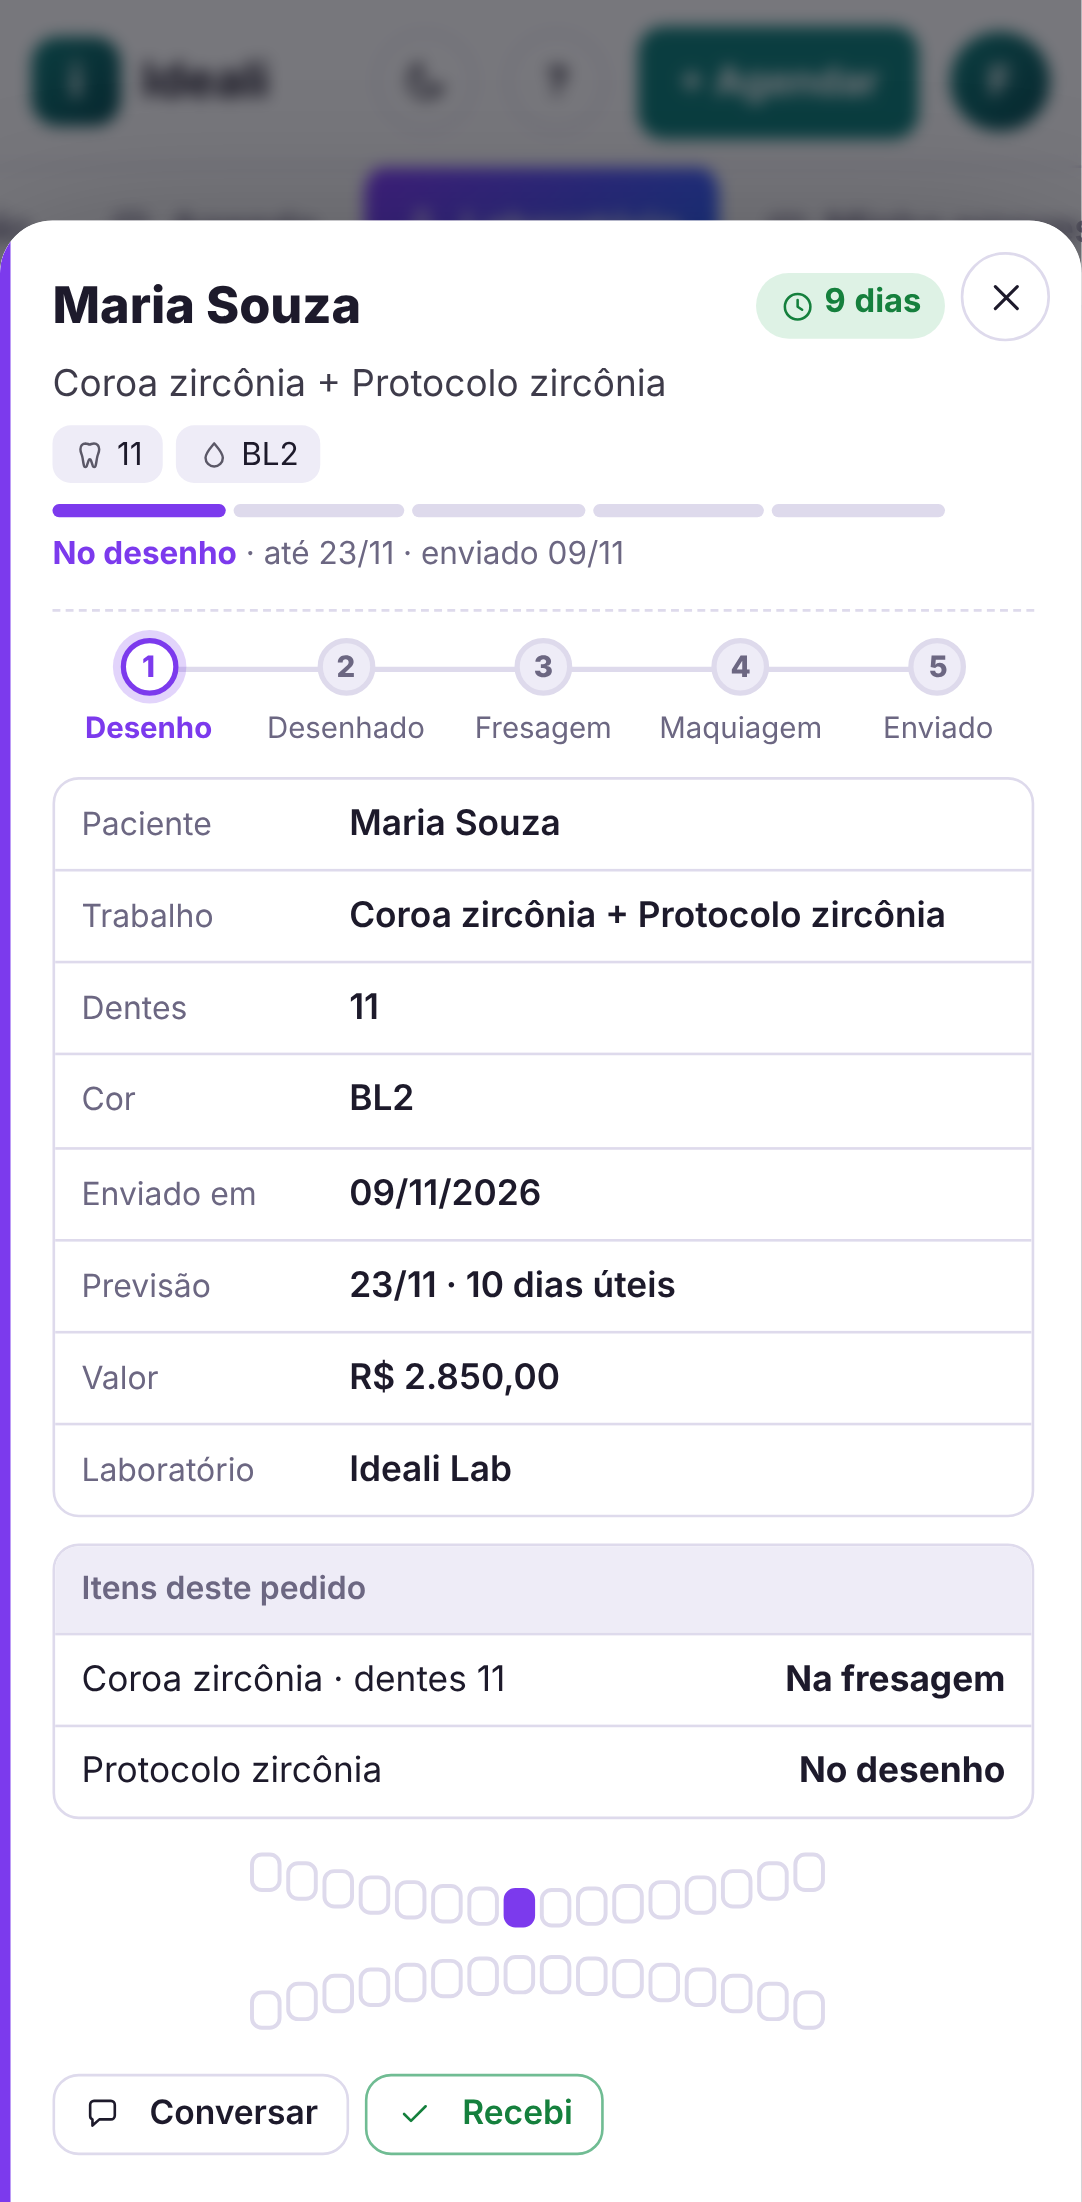 Ideali
?
+ Agendar
F
Maria Souza
9 dias
Coroa zircônia + Protocolo zircônia
11
BL2
No desenho · até 23/11 · enviado 09/11
1
2
3
4
5
Desenho
Desenhado
Fresagem
Maquiagem
Enviado
Paciente Maria Souza
Trabalho Coroa zircônia + Protocolo zircônia
Dentes 11
Cor BL2
Enviado em 09/11/2026
Previsão 23/11 · 10 dias úteis
Valor R$ 2.850,00
Laboratório Ideali Lab
Itens deste pedido
Coroa zircônia · dentes 11 Na fresagem
Protocolo zircônia No desenho
Conversar
Recebi